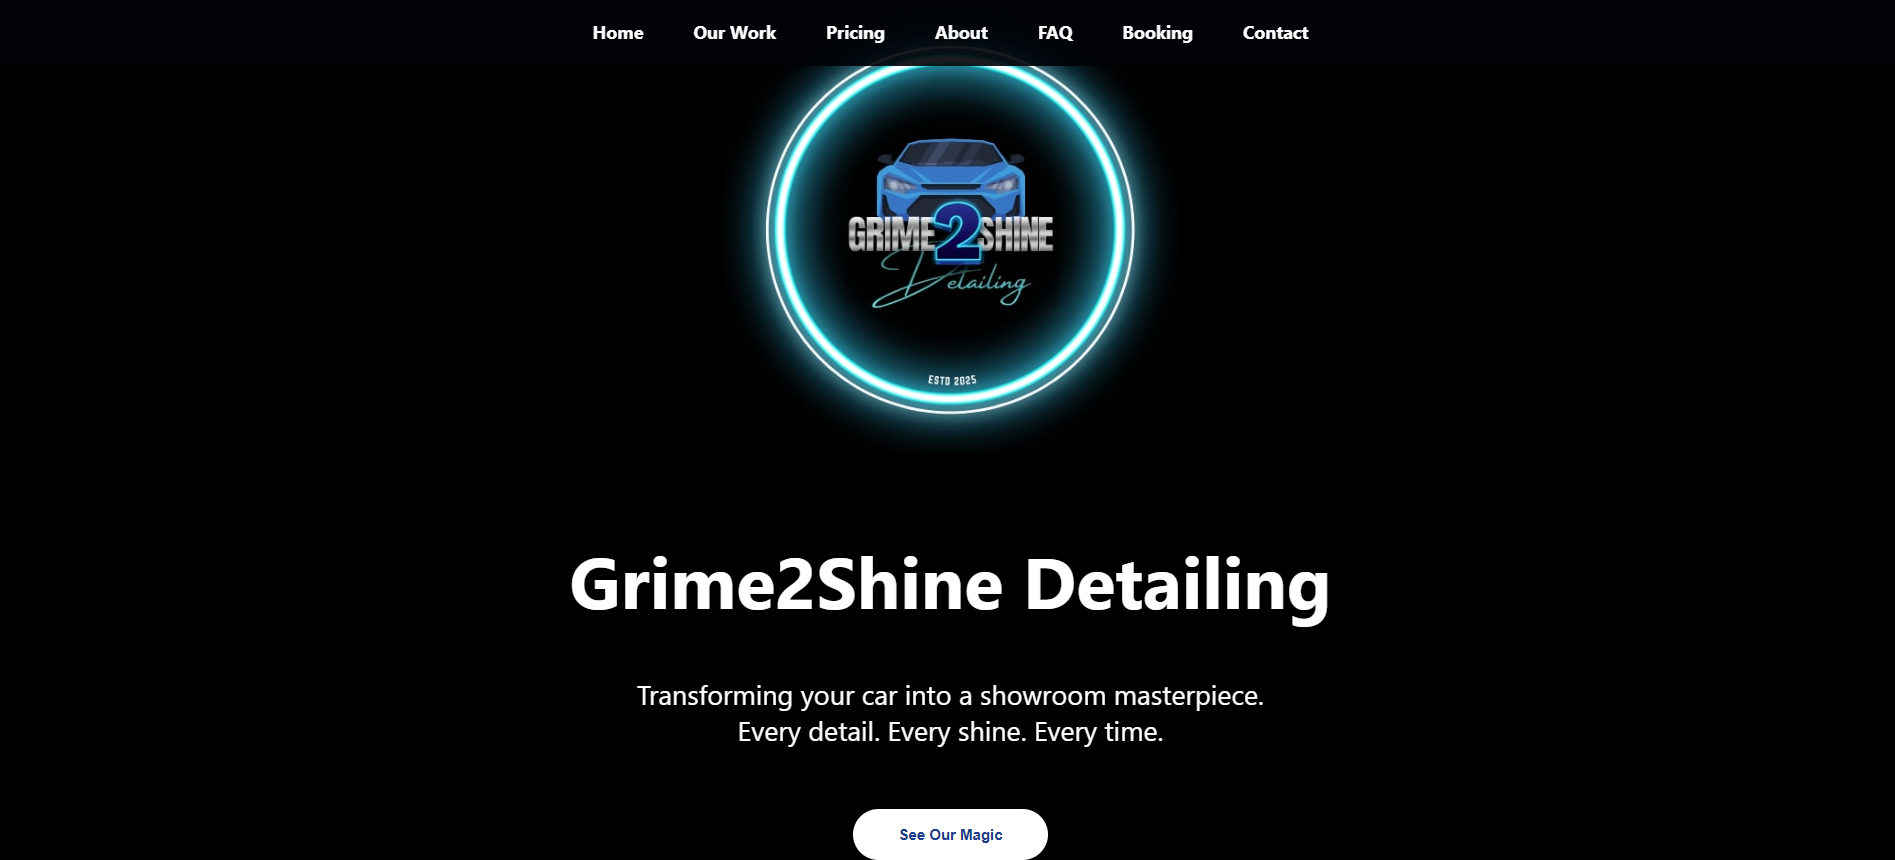 Home Our Work Pricing About FAQ Booking Contact
GRIME2SHINE
Detailing
ESTD 2025
Grime2Shine Detailing
Transforming your car into a showroom masterpiece.
Every detail. Every shine. Every time.
See Our Magic